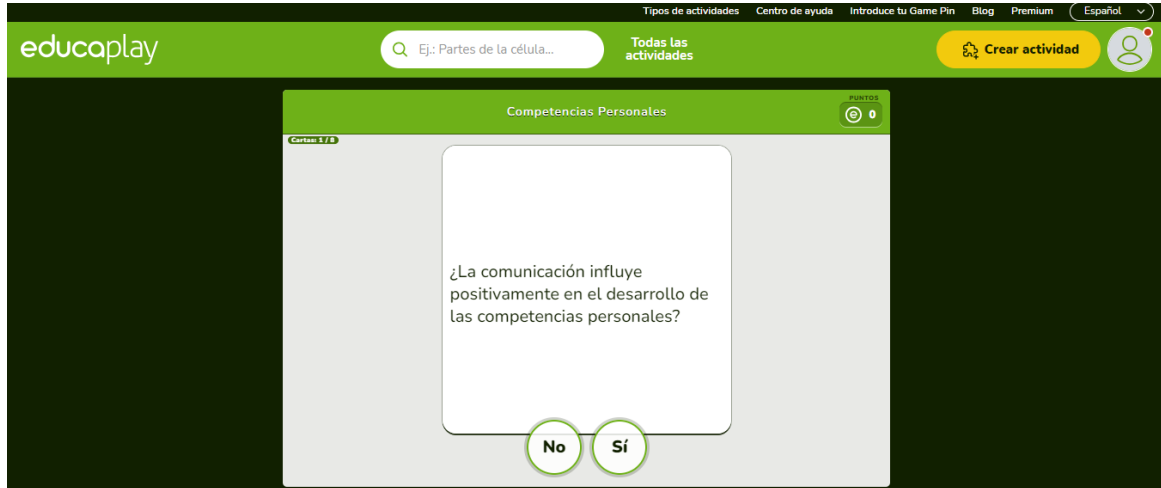 Tipos de actividades Centro de ayuda Introduce tu Game Pin Blog Premium Español
educaplay
Ej.: Partes de la célula...
Todas las
actividades
Crear actividad
Competencias Personales
PUNTOS
e 0
Cartas: 1 / 8
¿La comunicación influye
positivamente en el desarrollo de
las competencias personales?
No Sí